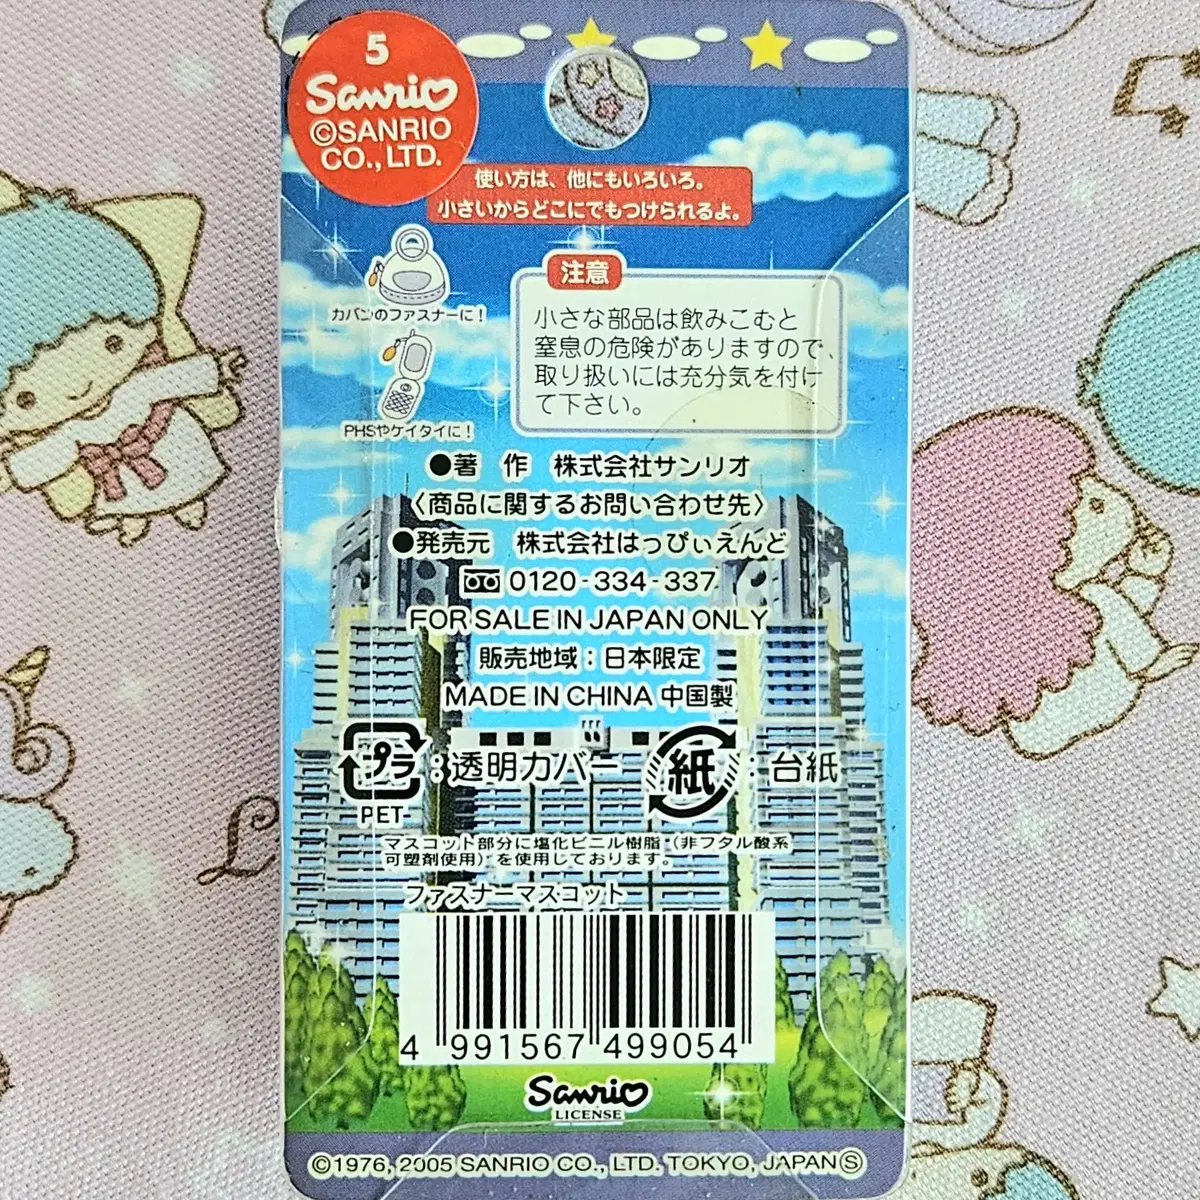 5
Sanrio
©SANRIO
CO., LTD.
使い方は、他にもいろいろ。
小さいからどこにでもつけられるよ。
カバンのファスナーに!
PHSやケイタイに!
注意
小さな部品は飲みこむと
窒息の危険がありますので、
取り扱いには充分気を付け
て下さい。
●著 作 株式会社サンリオ
〈商品に関するお問い合わせ先〉
●発売元 株式会社はっぴぃえんど
0120-334-337
FOR SALE IN JAPAN ONLY
販売地域：日本限定
MADE IN CHINA 中国製
プラ：透明カバー 紙：台紙
PET
マスコット部分に塩化ビニル樹脂（非フタル酸系
可塑剤使用）を使用しております。
ファスナーマスコット
4 991567 499054
Sanrio
LICENSE
©1976, 2005 SANRIO CO., LTD. TOKYO, JAPAN Ⓢ